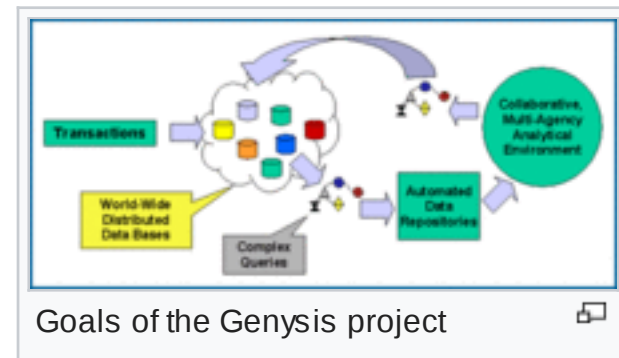 Transactions
World-Wide
Distributed
Data Bases
Complex
Queries
Automated
Data
Repositories
Collaborative,
Multi-Agency
Analytical
Environment
Goals of the Genysis project